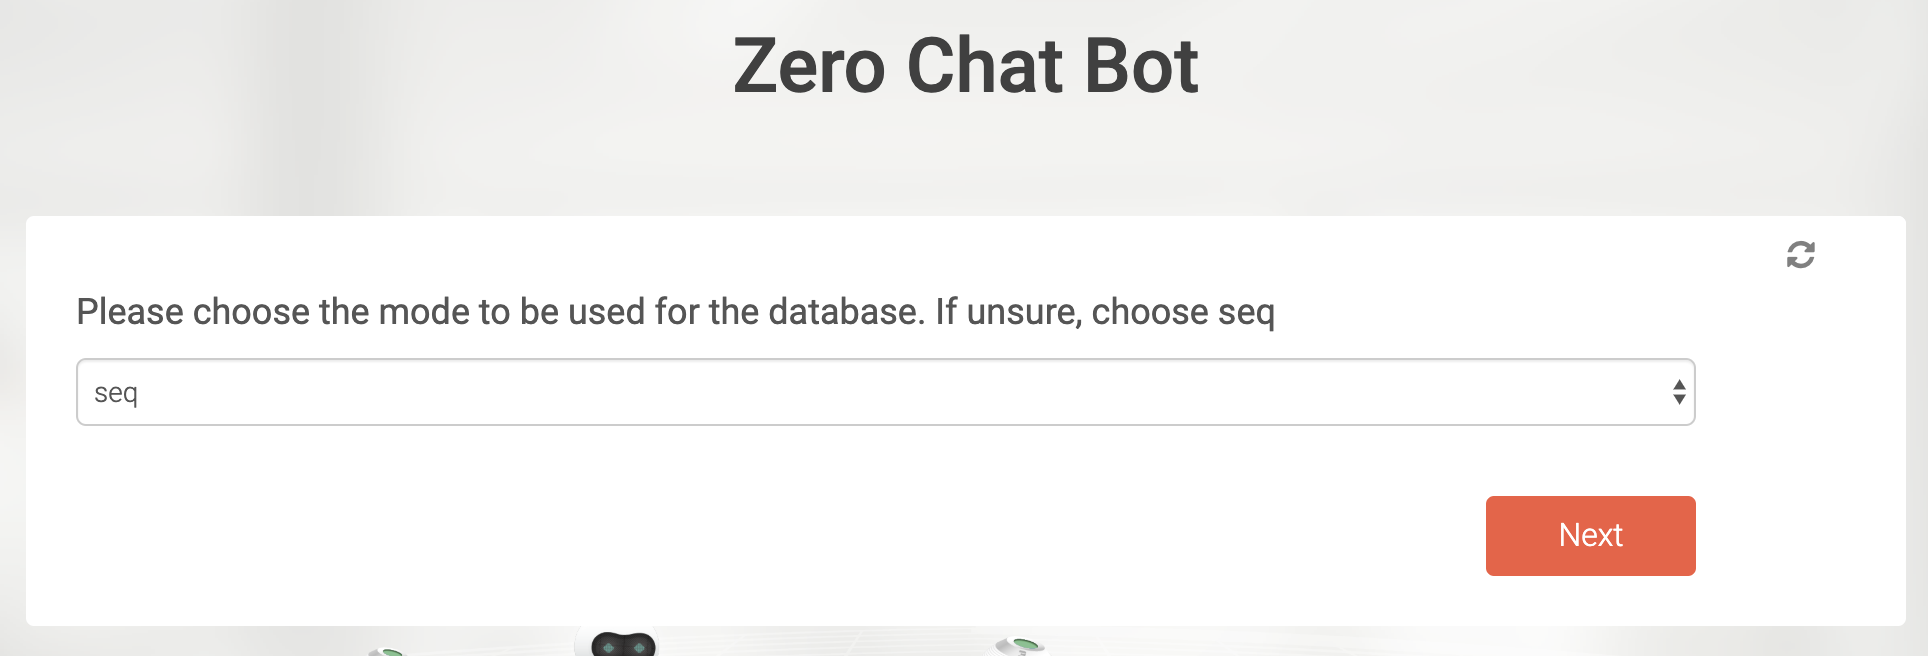 Zero Chat Bot
Please choose the mode to be used for the database. If unsure, choose seq
seq
Next